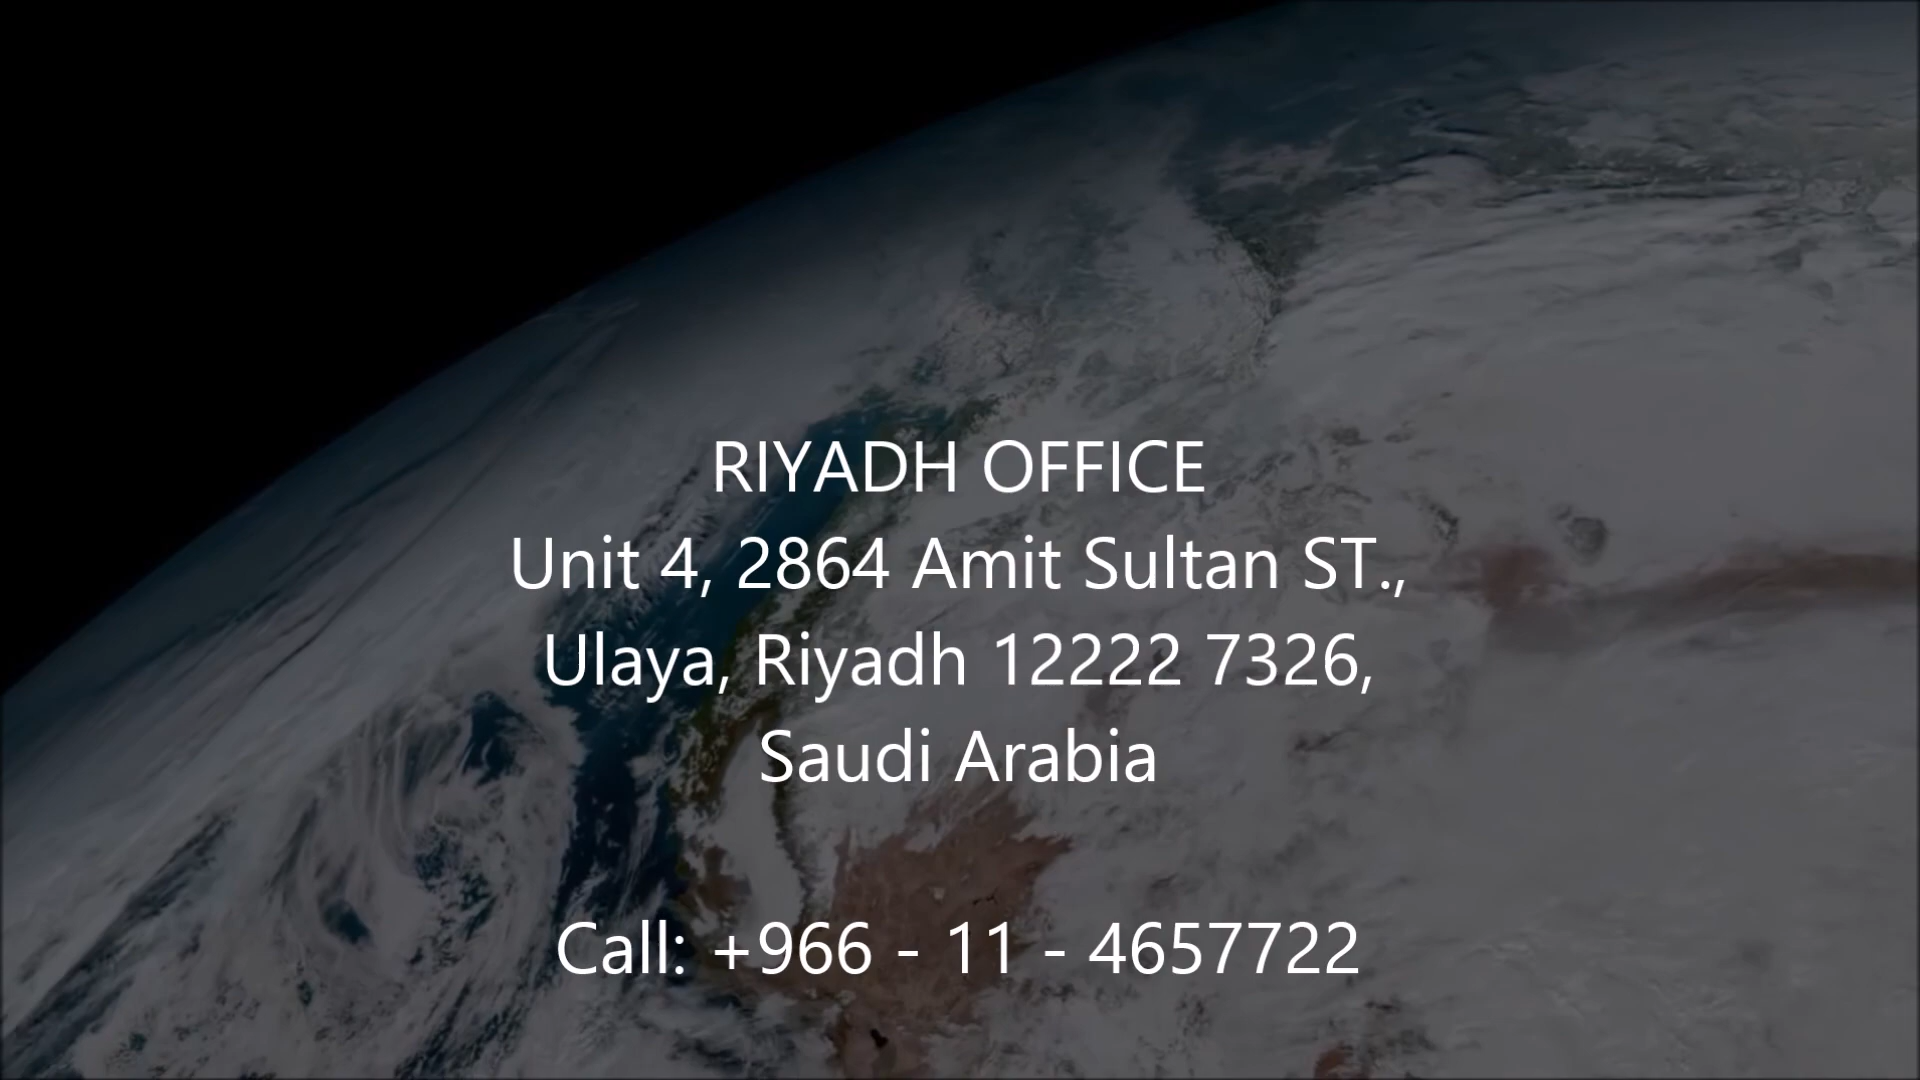 RIYADH OFFICE
Unit 4, 2864 Amit Sultan ST.,
Ulaya, Riyadh 12222 7326,
Saudi Arabia
Call: +966 - 11 - 4657722